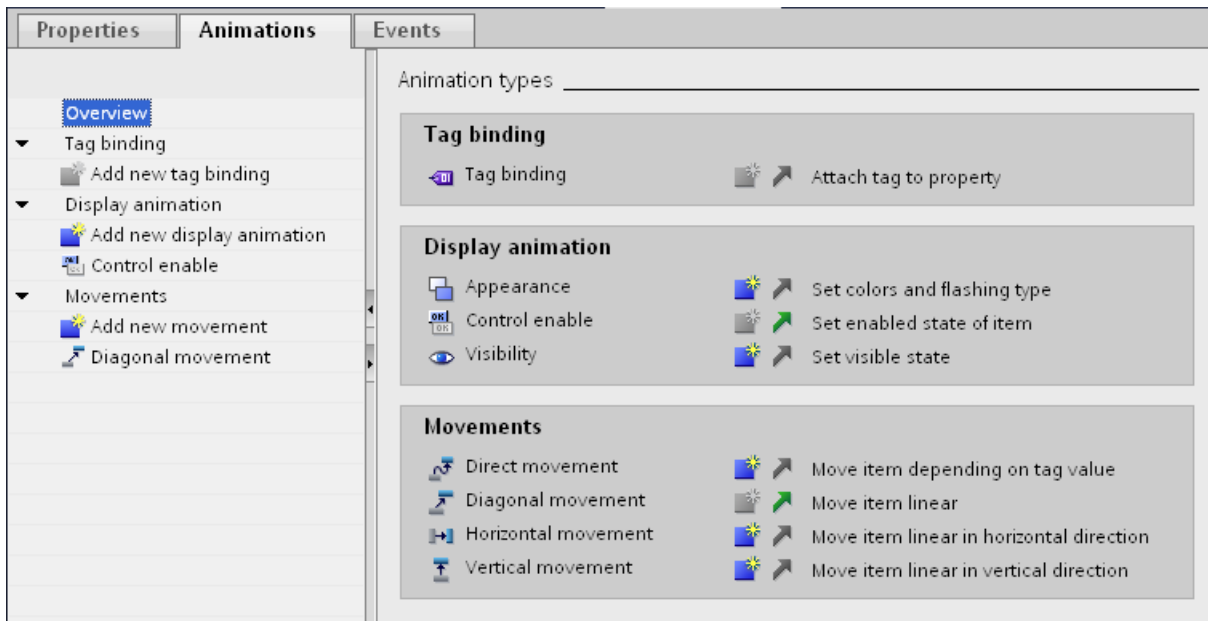 Properties Animations Events
Overview
Tag binding
Add new tag binding
Display animation
Add new display animation
Control enable
Movements
Add new movement
Diagonal movement
Animation types
Tag binding
Tag binding Attach tag to property
Display animation
Appearance Set colors and flashing type
Control enable Set enabled state of item
Visibility Set visible state
Movements
Direct movement Move item depending on tag value
Diagonal movement Move item linear
Horizontal movement Move item linear in horizontal direction
Vertical movement Move item linear in vertical direction